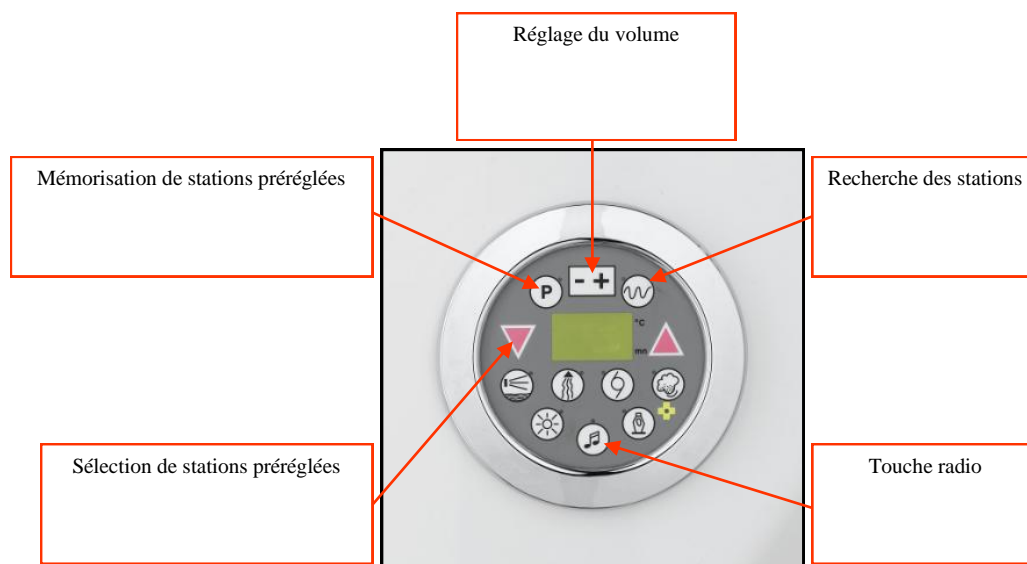 Réglage du volume
Mémorisation de stations préréglées
Recherche des stations
P
- +
°C
mn
Sélection de stations préréglées
Touche radio